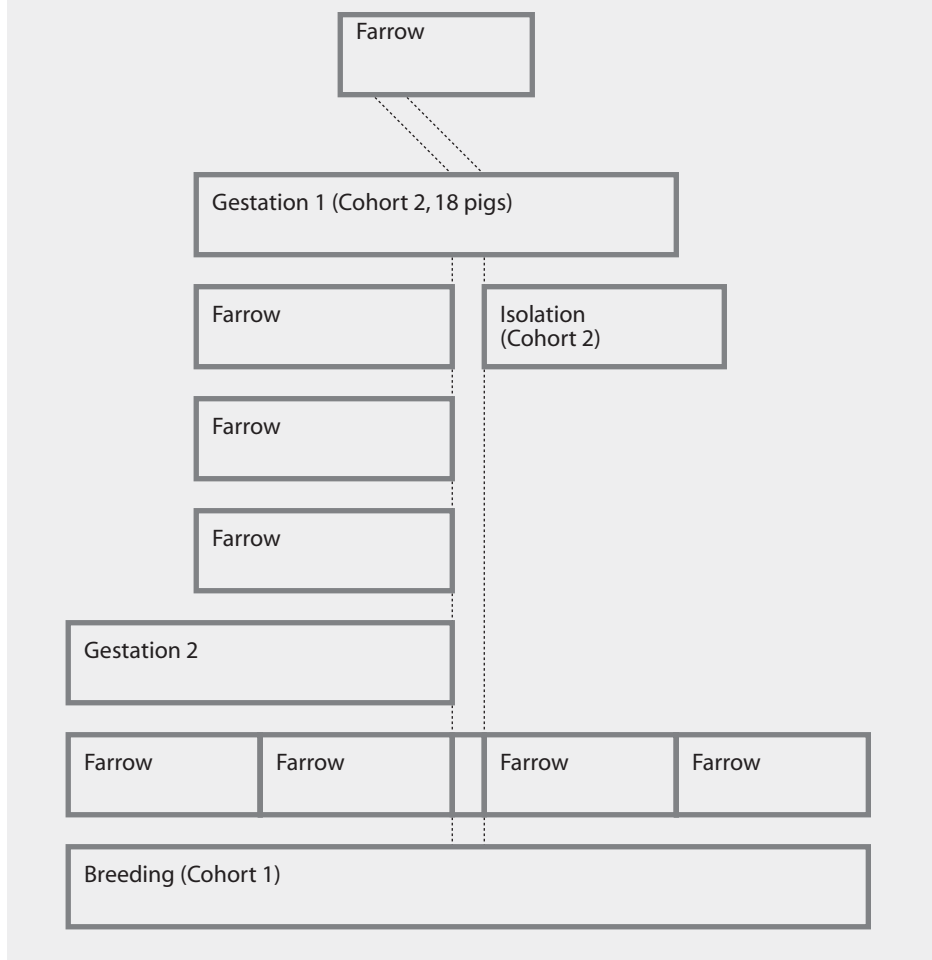 Farrow
Gestation 1 (Cohort 2, 18 pigs)
Farrow
Isolation
(Cohort 2)
Farrow
Farrow
Gestation 2
Farrow
Farrow
Farrow
Farrow
Breeding (Cohort 1)